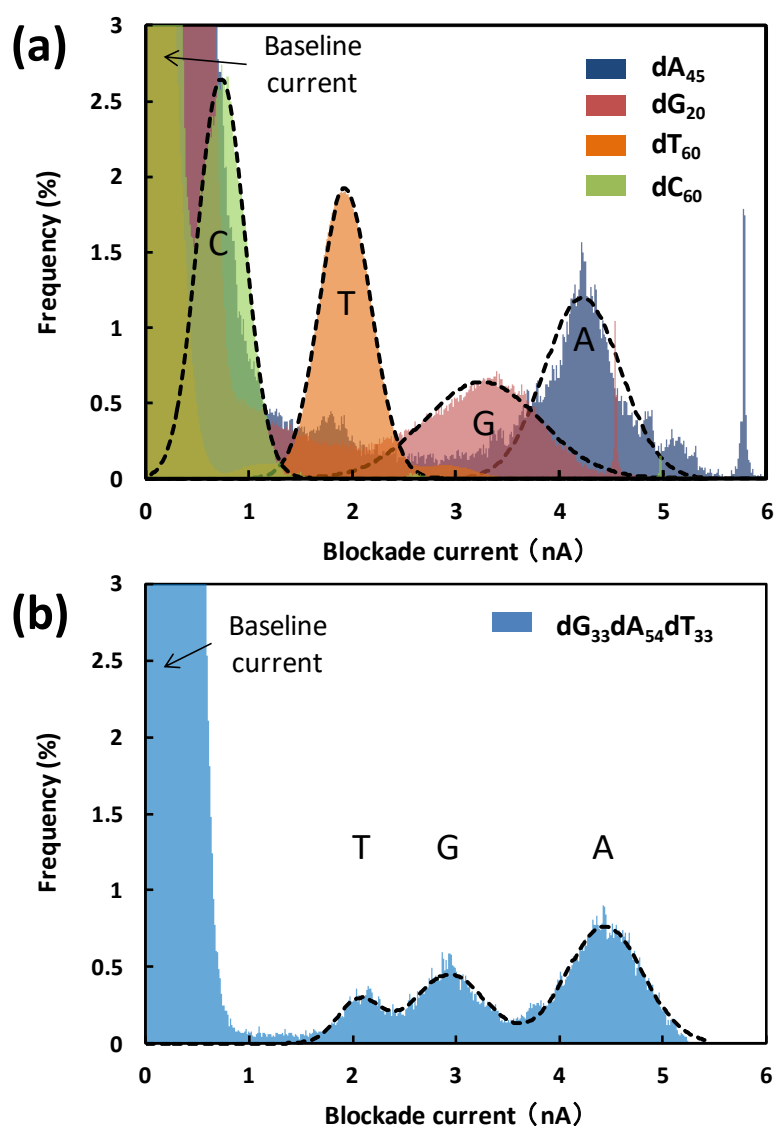 (a)
Baseline
current
dA₄₅
dG₂₀
dT₆₀
dC₆₀
C
T
G
A
Frequency (%)
3
2.5
2
1.5
1
0.5
0
0 1 2 3 4 5 6
Blockade current（nA）
(b)
Baseline
current
dG₃₃dA₅₄dT₃₃
T G A
Frequency (%)
3
2.5
2
1.5
1
0.5
0
0 1 2 3 4 5 6
Blockade current（nA）